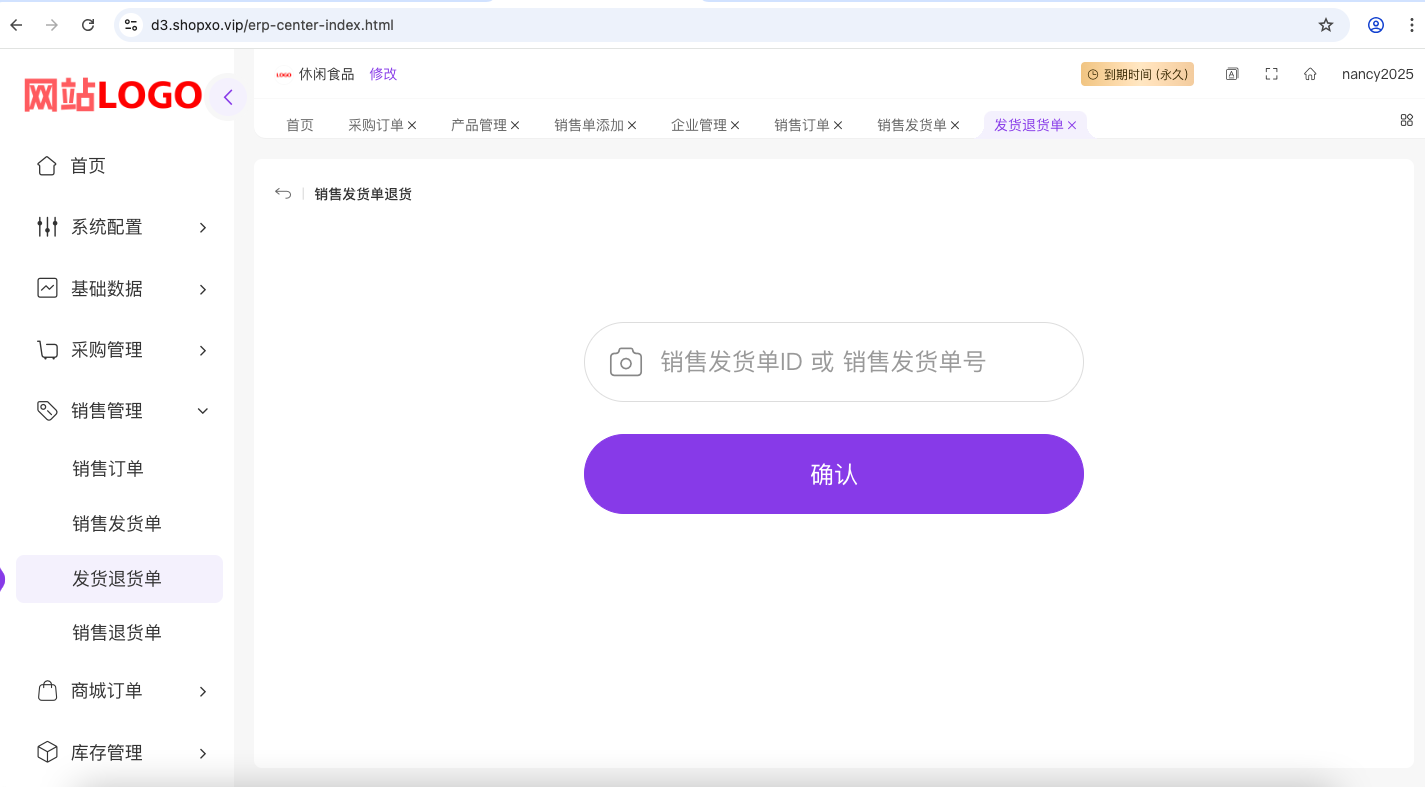 d3.shopxo.vip/erp-center-index.html
网站LOGO
LOGO 休闲食品 修改
到期时间 (永久)
nancy2025
首页 采购订单 产品管理 销售单添加 企业管理 销售订单 销售发货单 发货退货单
首页
系统配置
基础数据
采购管理
销售管理
销售订单
销售发货单
发货退货单
销售退货单
商城订单
库存管理
销售发货单退货
销售发货单ID 或 销售发货单号
确认